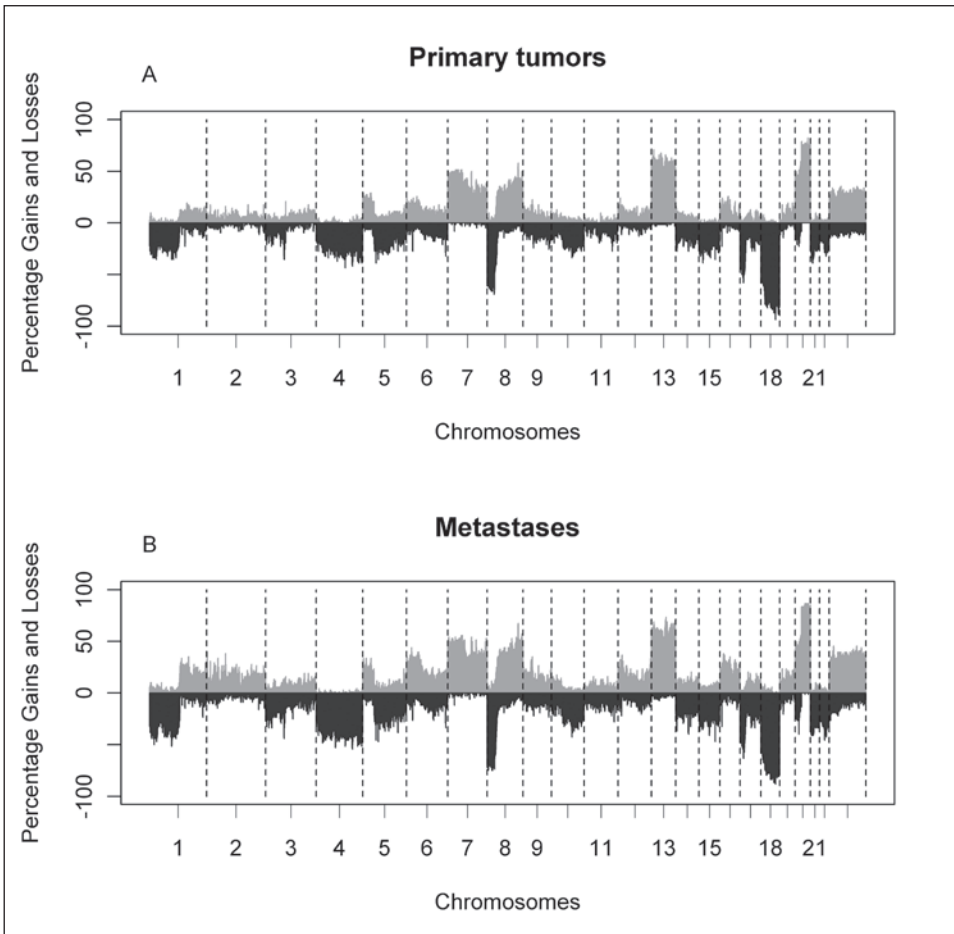 Primary tumors
A
Percentage Gains and Losses
100
50
0
-100
1 2 3 4 5 6 7 8 9 11 13 15 18 21
Chromosomes
Metastases
B
Percentage Gains and Losses
100
50
0
-100
1 2 3 4 5 6 7 8 9 11 13 15 18 21
Chromosomes